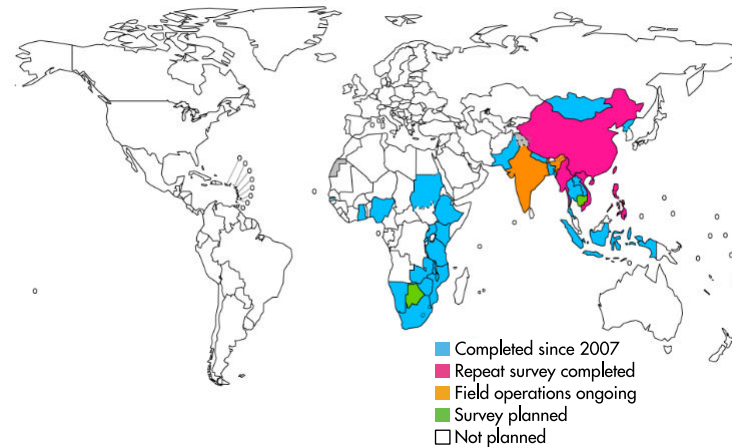 Completed since 2007
Repeat survey completed
Field operations ongoing
Survey planned
Not planned